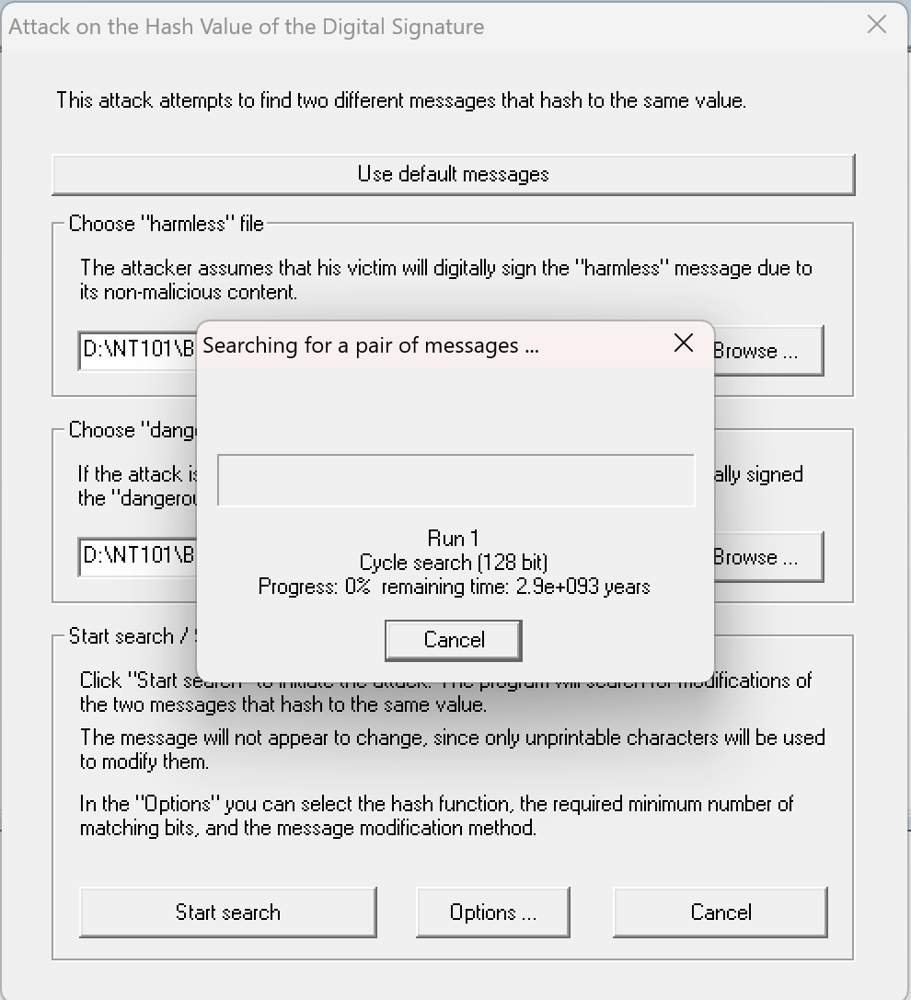 Attack on the Hash Value of the Digital Signature
This attack attempts to find two different messages that hash to the same value.
Use default messages
Choose "harmless" file
The attacker assumes that his victim will digitally sign the "harmless" message due to
its non-malicious content.
D:\NT101\B
Browse ...
Searching for a pair of messages ...
Run 1
Cycle search (128 bit)
Progress: 0%  remaining time: 2.9e+093 years
Cancel
Choose "dang
If the attack is
ally signed
the "dangerou
D:\NT101\B
Browse ...
Start search /
Click "Start search" to initiate the attack. The program will search for modifications of
the two messages that hash to the same value.
The message will not appear to change, since only unprintable characters will be used
to modify them.
In the "Options" you can select the hash function, the required minimum number of
matching bits, and the message modification method.
Start search
Options ...
Cancel